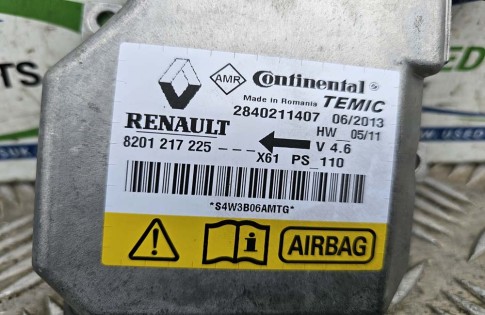 AMR Continental
Made in Romania TEMIC
2840211407 06/2013
RENAULT HW_05/11
8201 217 225 _ _ _ V 4.6
X61 PS_110
*S4W3B06AMTG*
AIRBAG